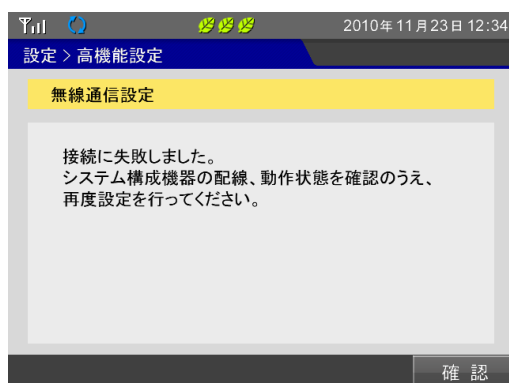 2010年11月23日 12:34
設定 > 高機能設定
無線通信設定
接続に失敗しました。
システム構成機器の配線、動作状態を確認のうえ、
再度設定を行ってください。
確 認